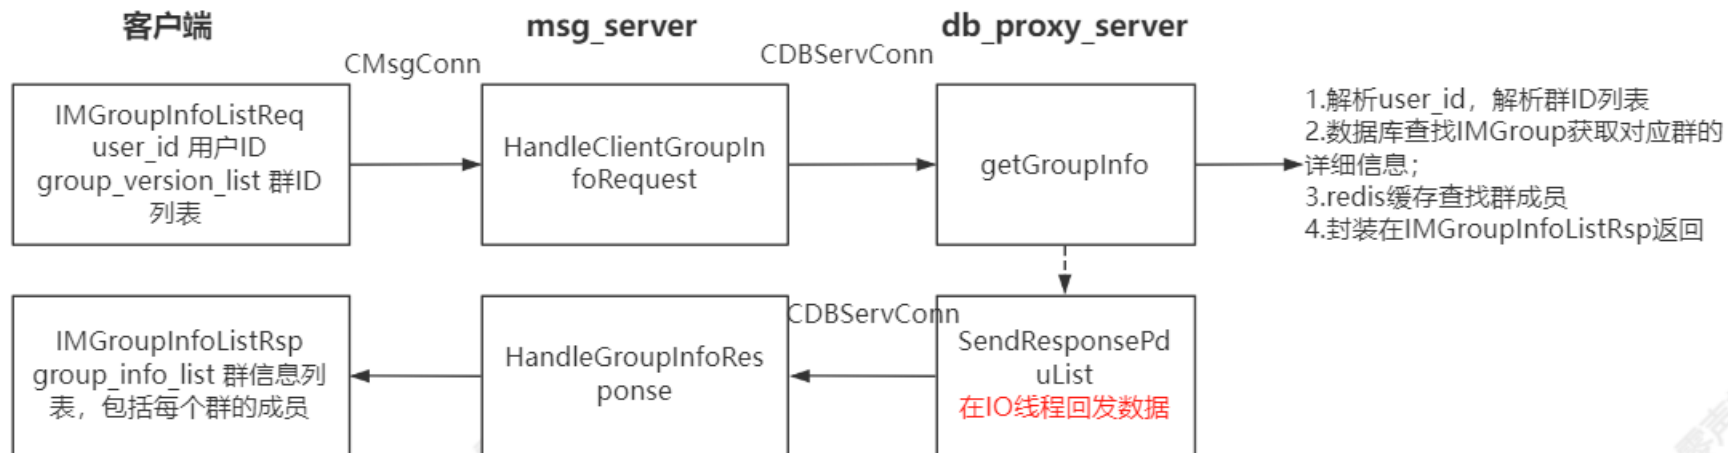 客户端
msg_server
db_proxy_server
CMsgConn
CDBServConn
IMGroupInfoListReq
user_id 用户ID
group_version_list 群ID
列表
HandleClientGroupIn
foRequest
getGroupInfo
1.解析user_id，解析群ID列表
2.数据库查找IMGroup获取对应群的
详细信息；
3.redis缓存查找群成员
4.封装在IMGroupInfoListRsp返回
IMGroupInfoListRsp
group_info_list 群信息列
表，包括每个群的成员
HandleGroupInfoRes
ponse
CDBServConn
SendResponsePd
uList
在IO线程回发数据